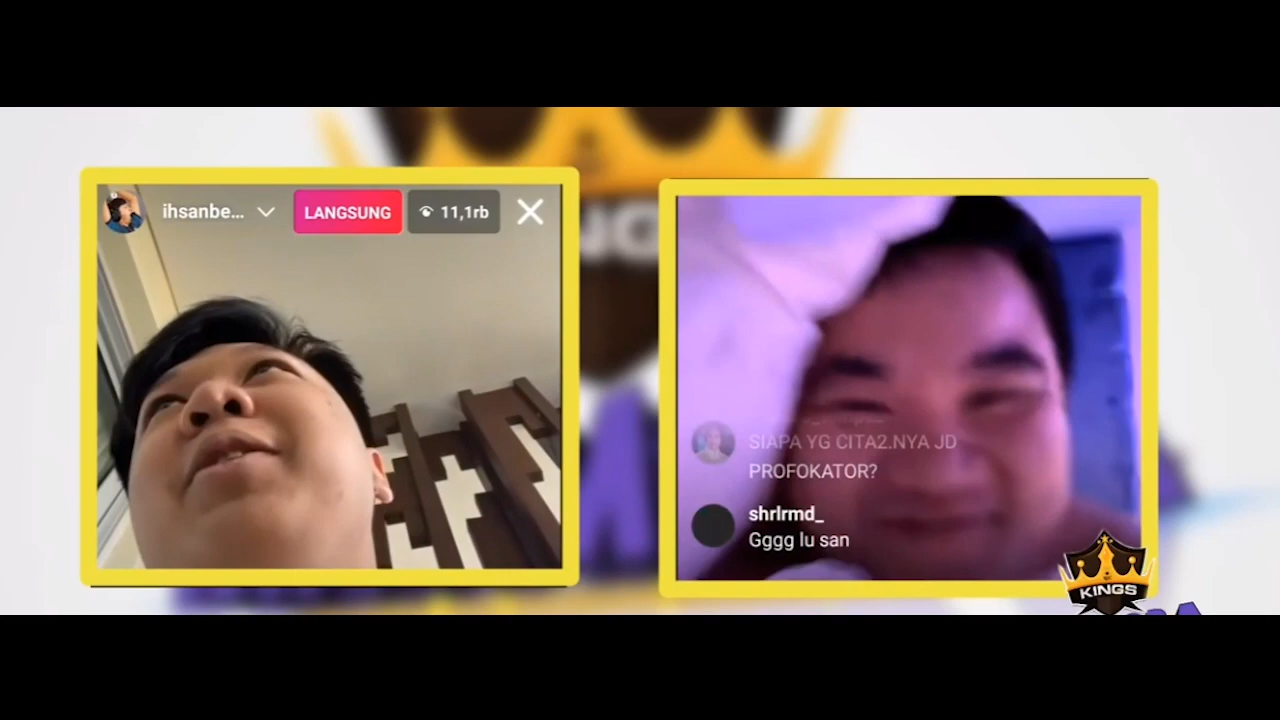 ihsanbe...
LANGSUNG
11,1rb
SIAPA YG CITA2.NYA JD
PROFOKATOR?
shrlrmd_
Gggg lu san
KINGS